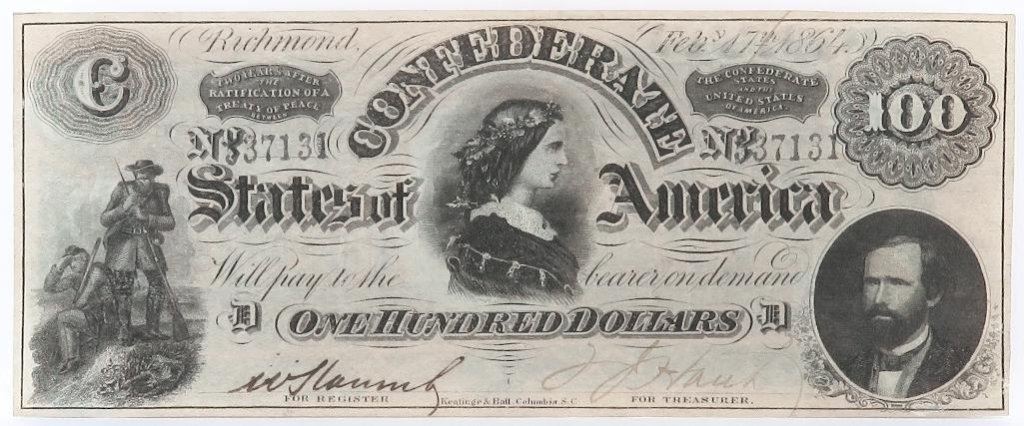 Richmond, Feby. 17th 1864.
C CONFEDERATE 100
TWO YEARS AFTER
THE
RATIFICATION OF A
TREATY OF PEACE
BETWEEN
THE CONFEDERATE
STATES
AND THE
UNITED STATES
OF AMERICA.
No 37131 No 37131
States of America
Will pay to the bearer on demand
D ONE HUNDRED DOLLARS D
FOR REGISTER Keatinge & Ball, Columbia, S.C. FOR TREASURER.